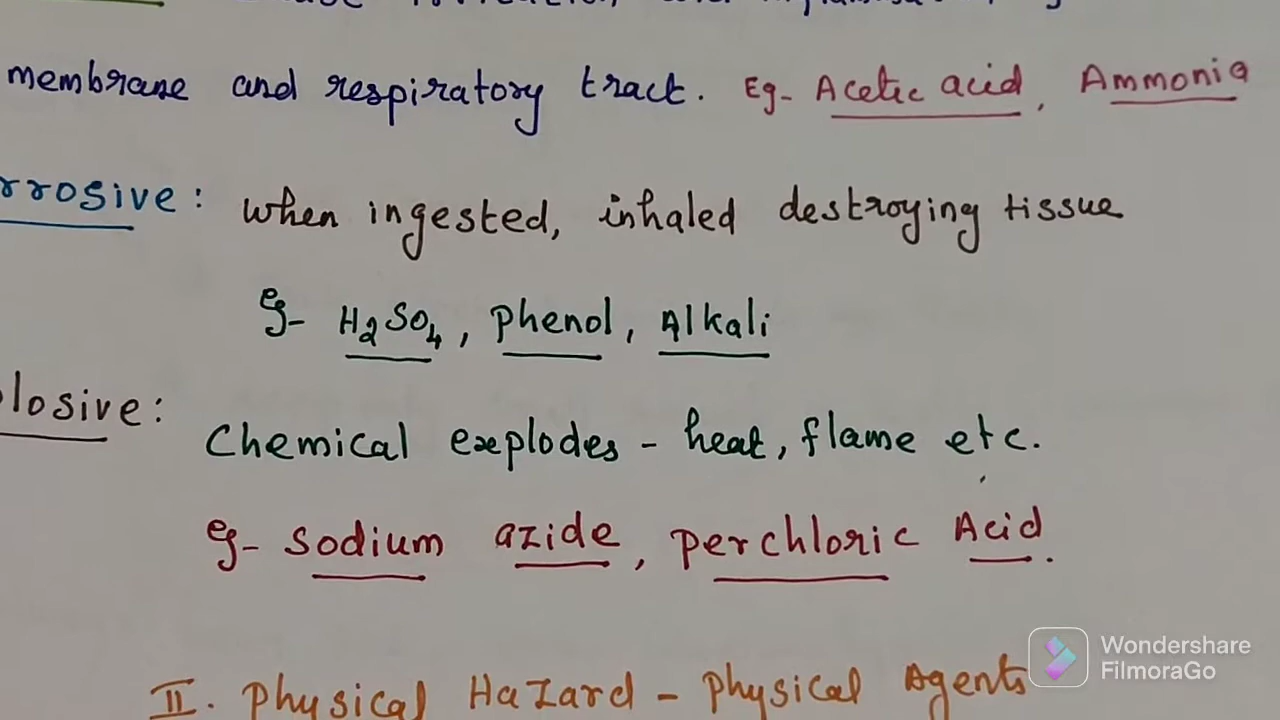 membrane and respiratory tract. Eg- Acetic acid, Ammonia
rrosive: when ingested, inhaled destroying tissue
eg- H2SO4, phenol, Alkali
losive: Chemical explodes - heat, flame etc.
eg- sodium azide, perchloric Acid.
II. Physical Hazard - physical Agents
Wondershare
FilmoraGo